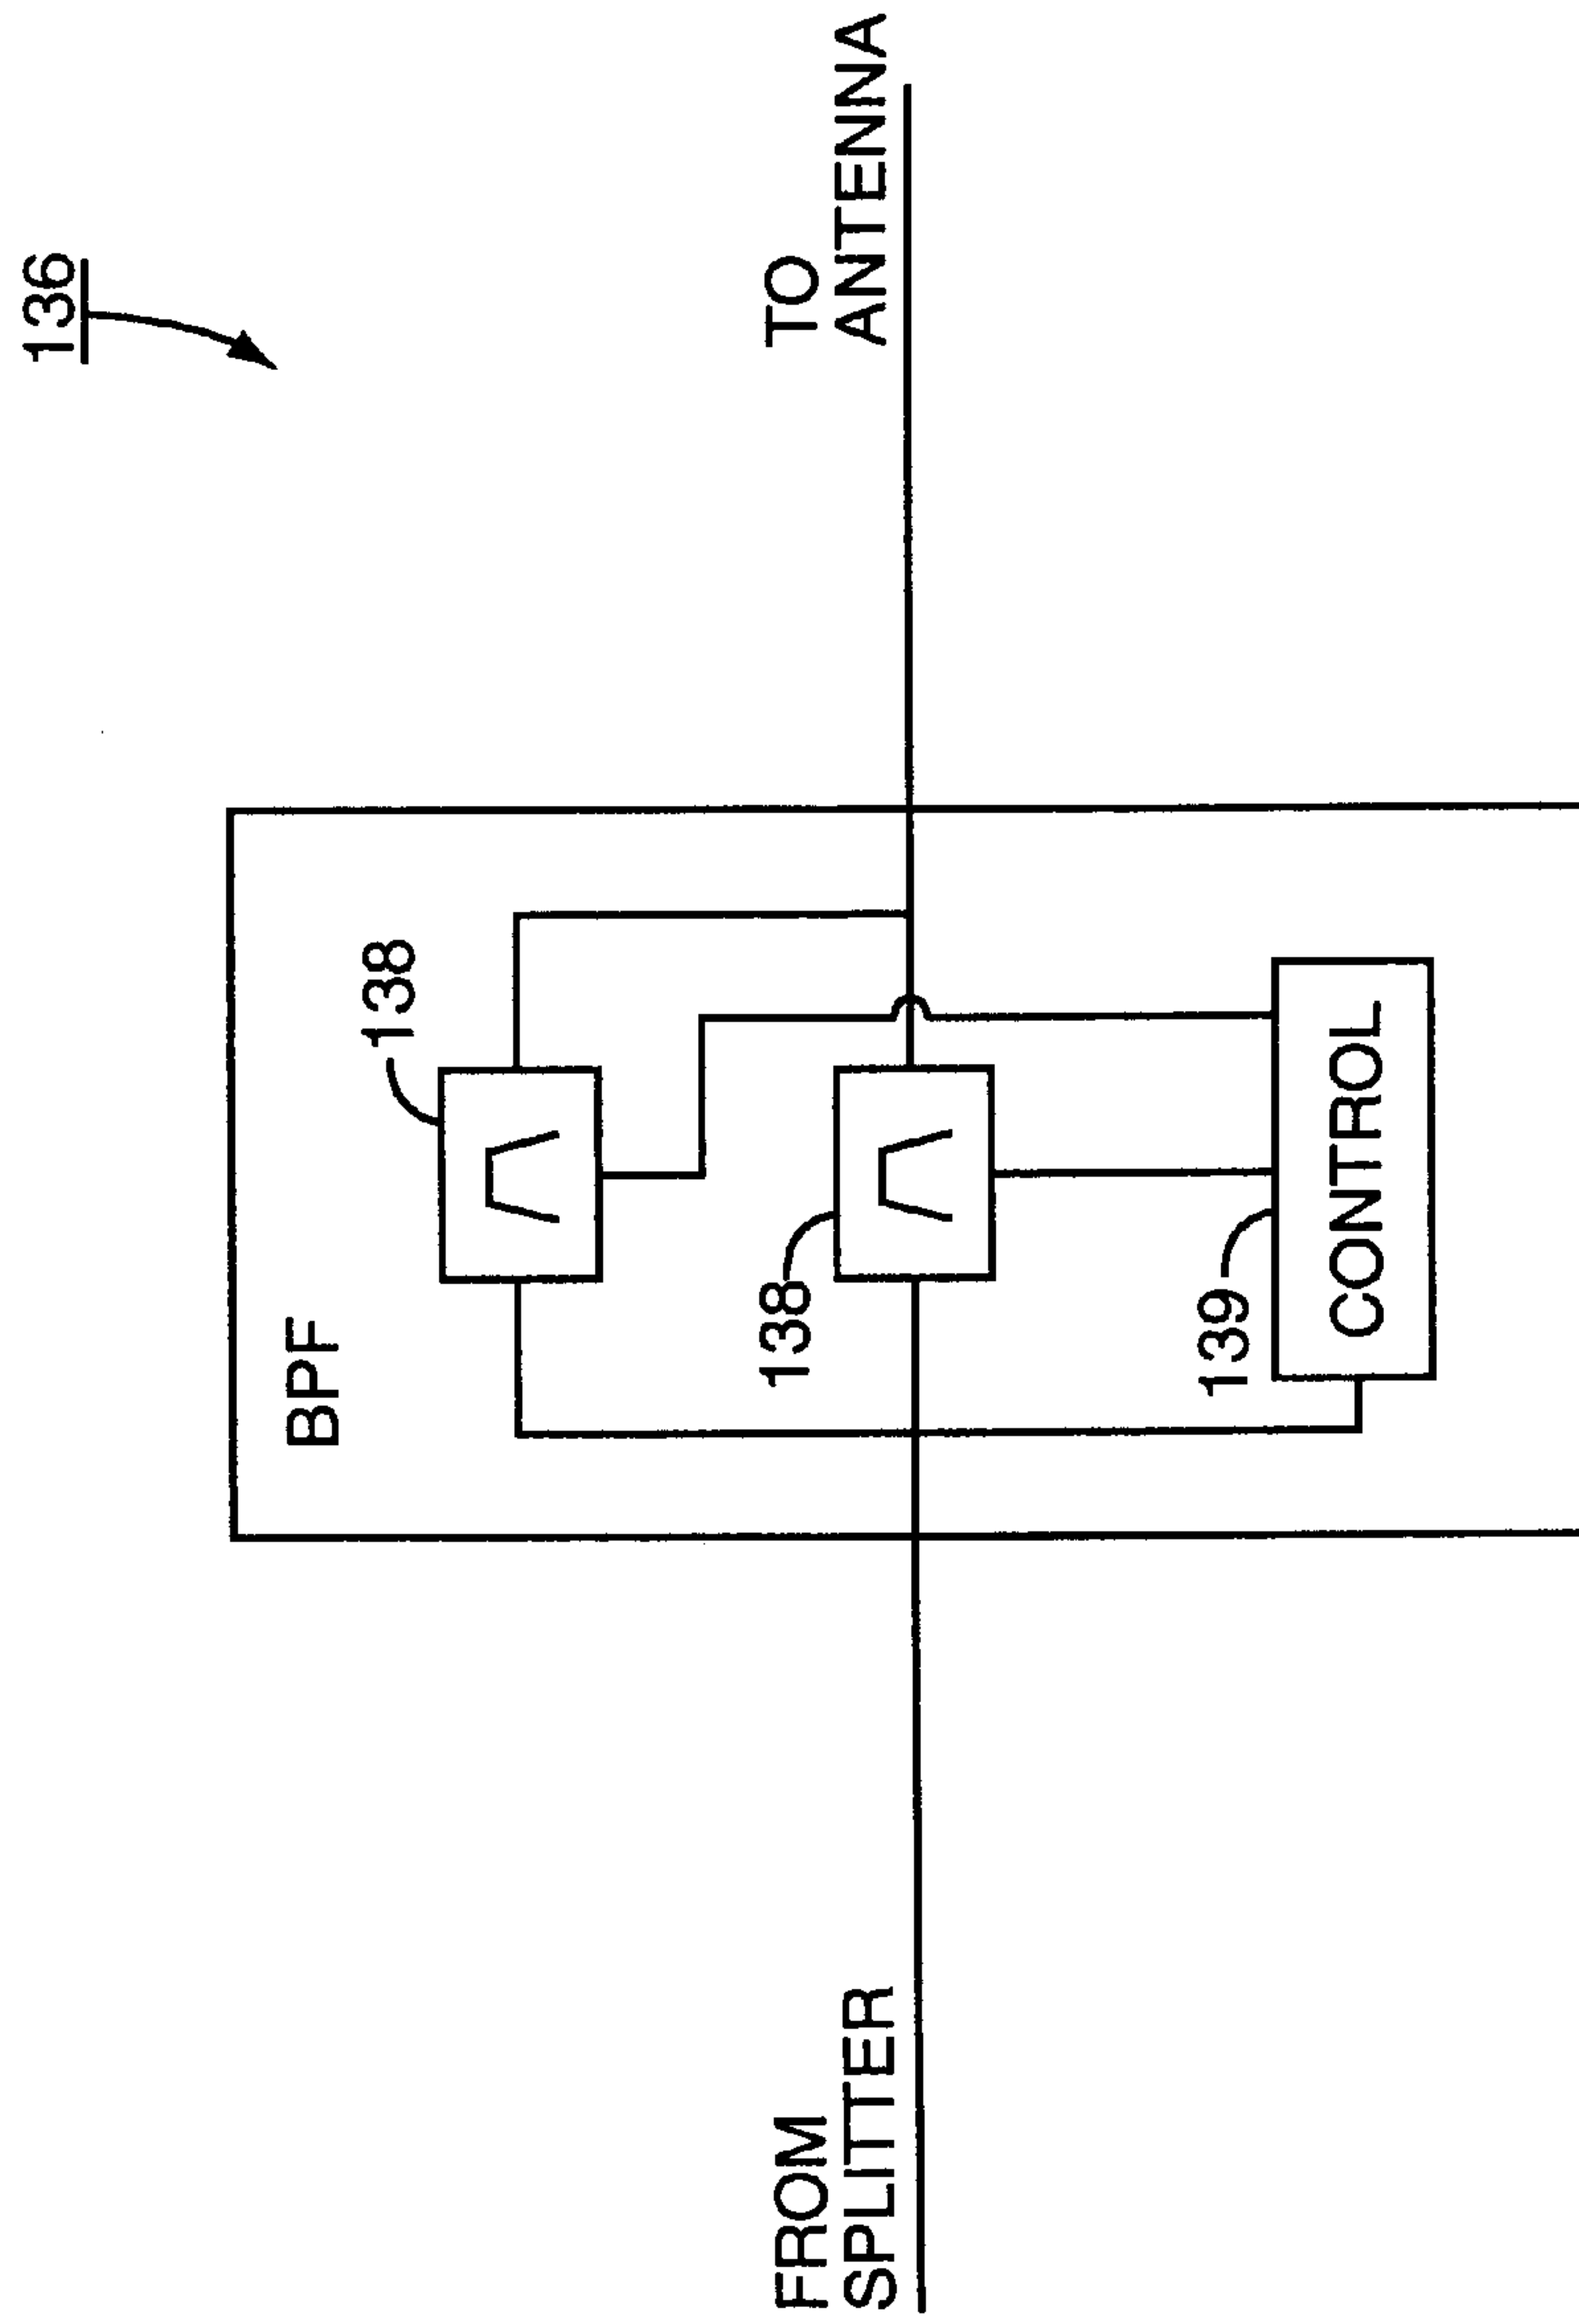 136
BPF
138
138
139
CONTROL
FROM
SPLITTER
TO
ANTENNA